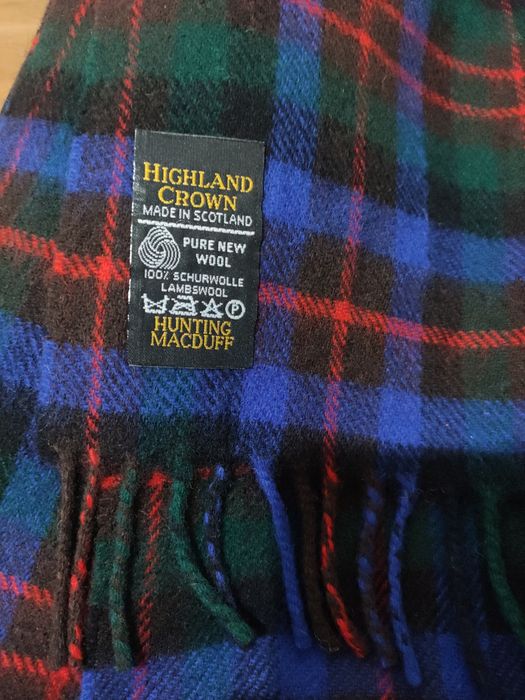 HIGHLAND
CROWN
MADE IN SCOTLAND
PURE NEW
WOOL
100% SCHURWOLLE
LAMBSWOOL
P
HUNTING
MACDUFF